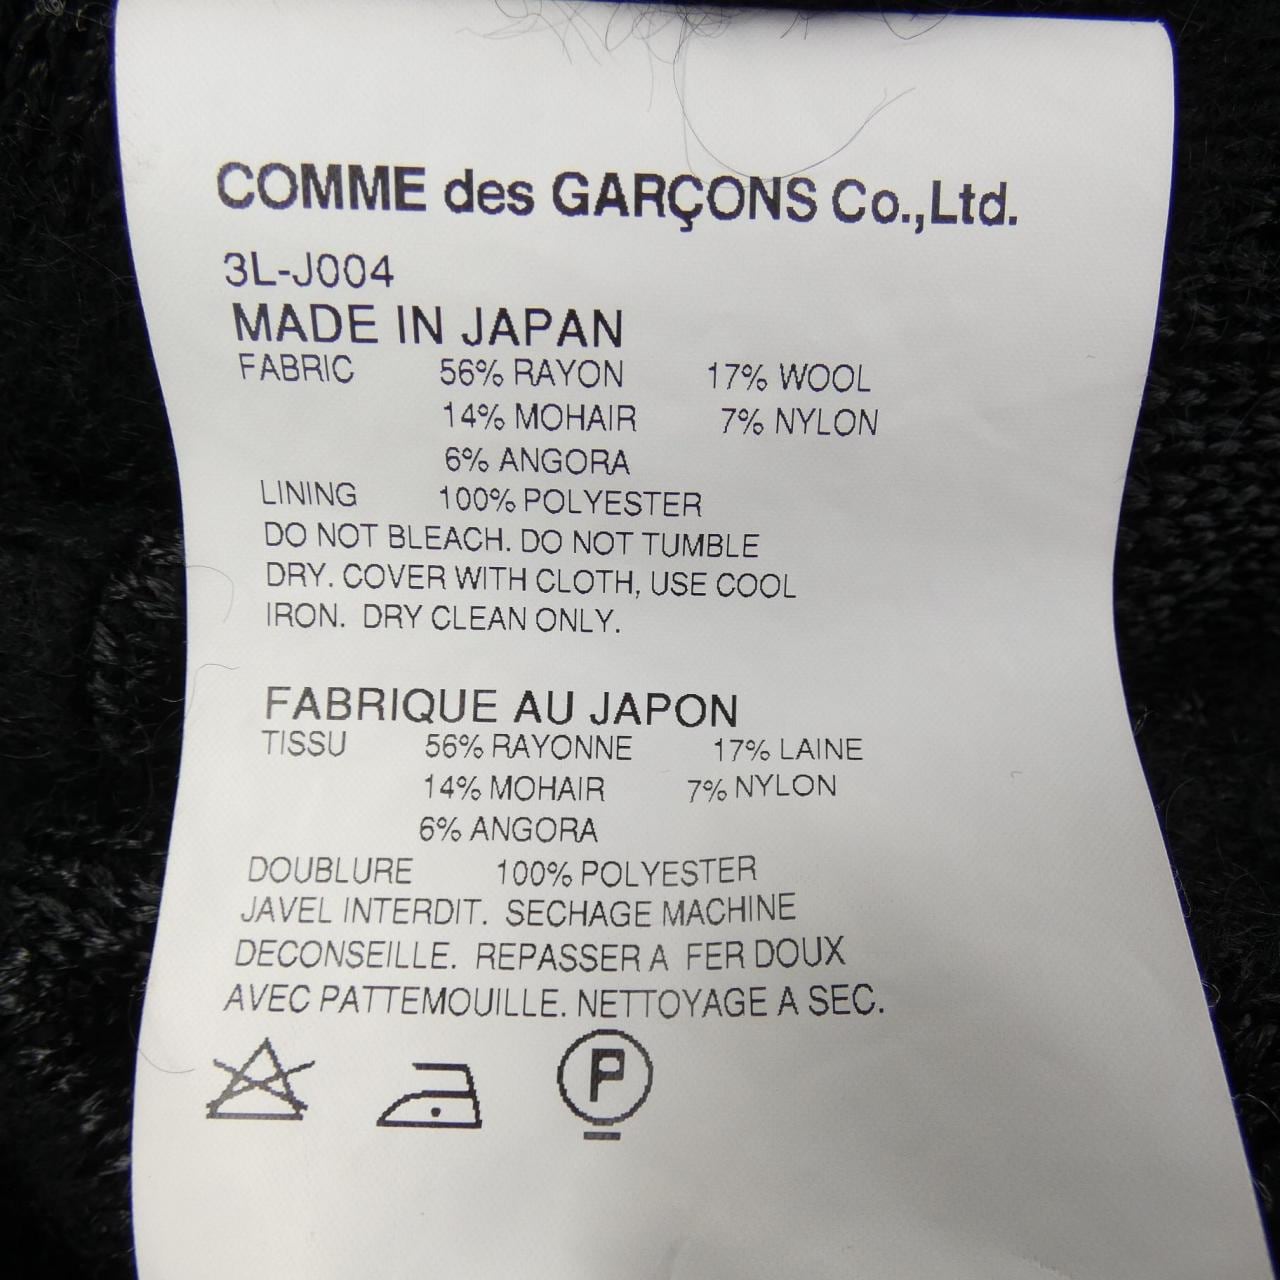 COMME des GARÇONS Co.,Ltd.
3L-J004
MADE IN JAPAN
FABRIC 56% RAYON 17% WOOL
14% MOHAIR 7% NYLON
6% ANGORA
LINING 100% POLYESTER
DO NOT BLEACH. DO NOT TUMBLE
DRY. COVER WITH CLOTH, USE COOL
IRON. DRY CLEAN ONLY.
FABRIQUE AU JAPON
TISSU 56% RAYONNE 17% LAINE
14% MOHAIR 7% NYLON
6% ANGORA
DOUBLURE 100% POLYESTER
JAVEL INTERDIT. SECHAGE MACHINE
DECONSEILLE. REPASSER A FER DOUX
AVEC PATTEMOUILLE. NETTOYAGE A SEC.
P